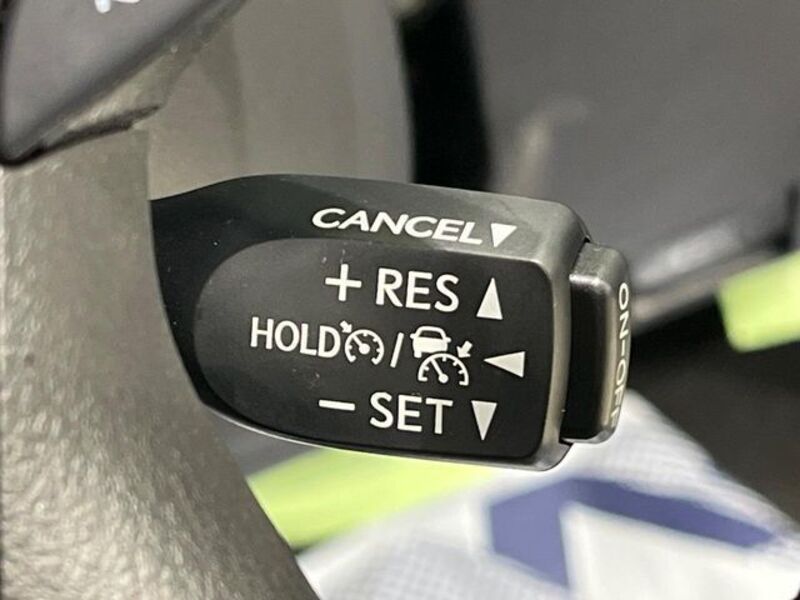 CANCEL▼
+ RES ▲
HOLD / ◀
− SET ▼
ON-OFF